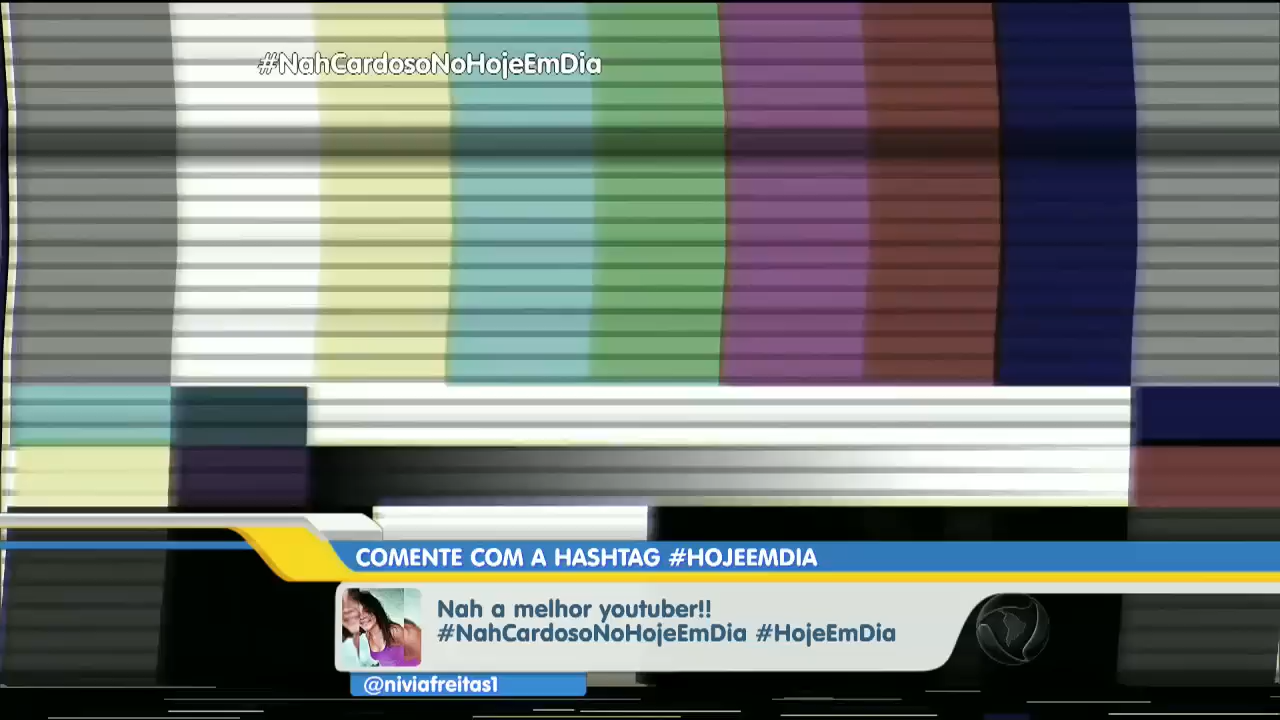 #NahCardosoNoHojeEmDia
COMENTE COM A HASHTAG #HOJEEMDIA
Nah a melhor youtuber!!
#NahCardosoNoHojeEmDia #HojeEmDia
@niviafreitas1